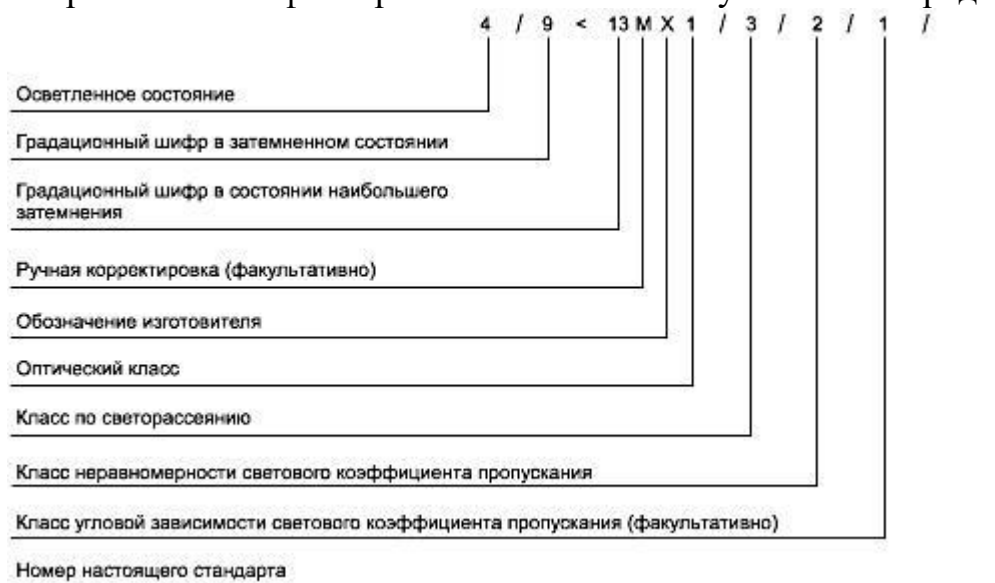 4 / 9 < 13 M X 1 / 3 / 2 / 1 /
Осветленное состояние
Градационный шифр в затемненном состоянии
Градационный шифр в состоянии наибольшего
затемнения
Ручная корректировка (факультативно)
Обозначение изготовителя
Оптический класс
Класс по светорассеянию
Класс неравномерности светового коэффициента пропускания
Класс угловой зависимости светового коэффициента пропускания (факультативно)
Номер настоящего стандарта